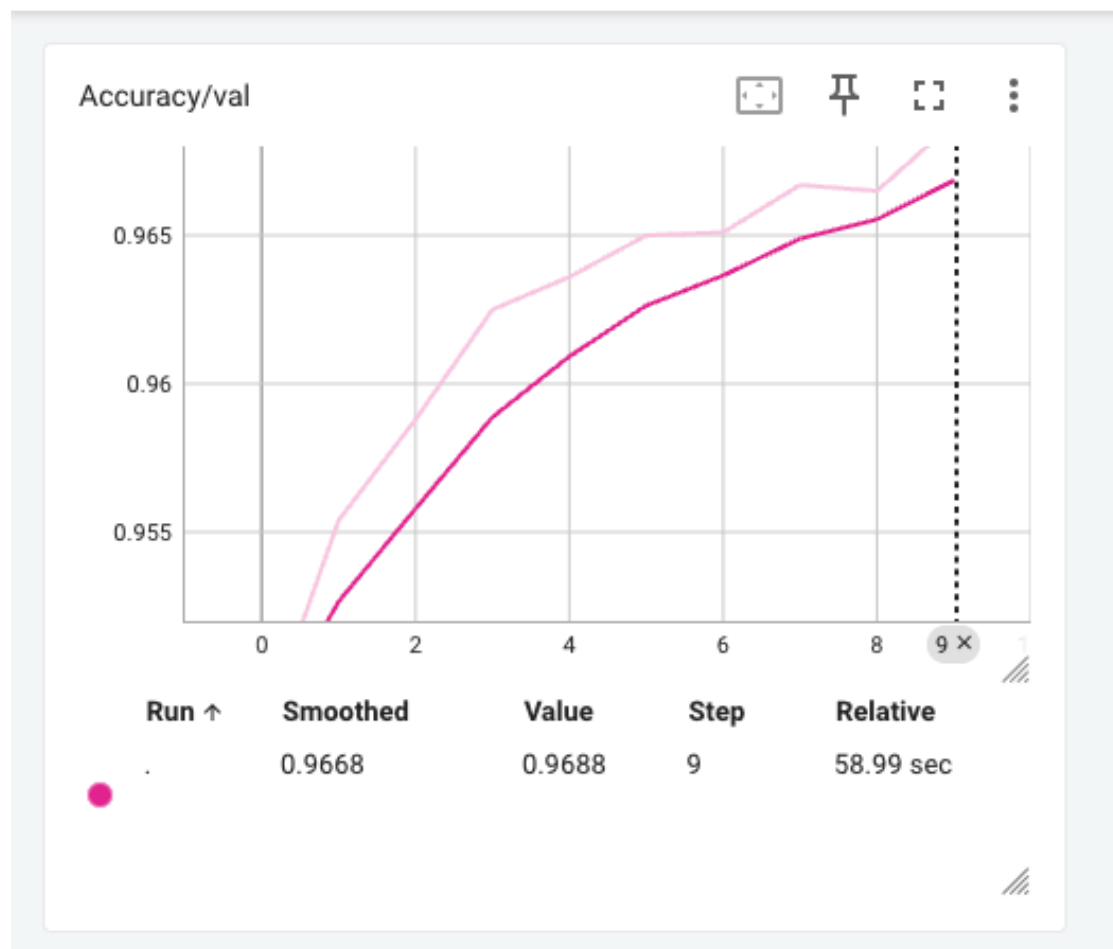 Accuracy/val
0.965
0.96
0.955
0 2 4 6 8 9 ×
Run ↑ Smoothed Value Step Relative
. 0.9668 0.9688 9 58.99 sec